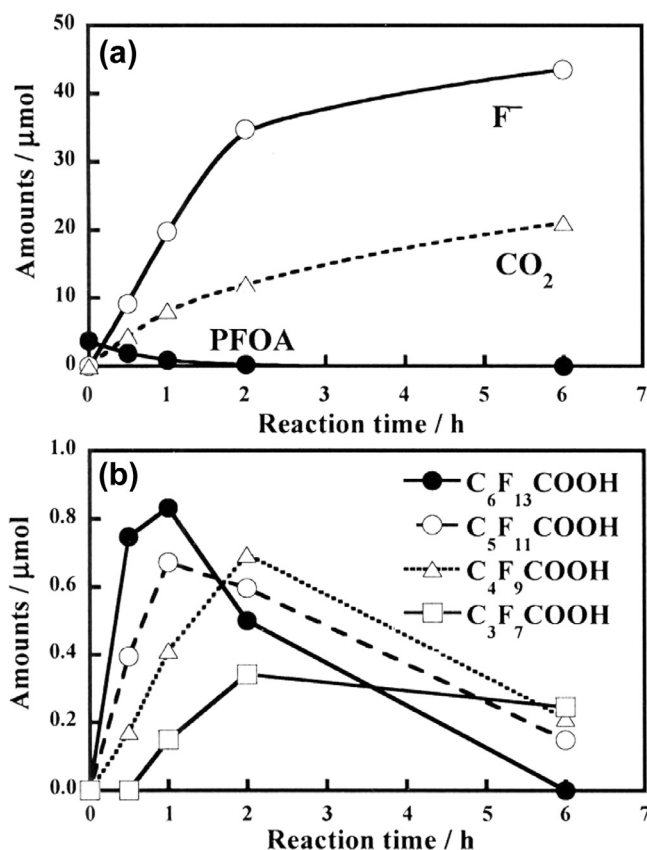 (a)
50
40
30
20
10
0
Amounts / μmol
F⁻
CO₂
PFOA
0 1 2 3 4 5 6 7
Reaction time / h
(b)
1.0
0.8
0.6
0.4
0.2
0.0
Amounts / μmol
C₆F₁₃COOH
C₅F₁₁COOH
C₄F₉COOH
C₃F₇COOH
0 1 2 3 4 5 6 7
Reaction time / h